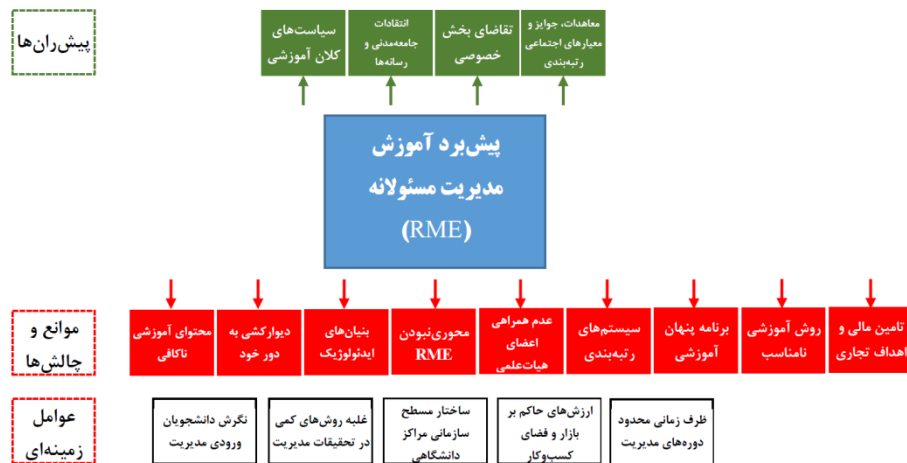 پیش‌ران‌ها
معاهدات، جوایز و
معیارهای اجتماعی
رتبه‌بندی
تقاضای بخش
خصوصی
انتقادات
جامعه‌مدنی و
رسانه‌ها
سیاست‌های
کلان آموزشی
پیش‌برد آموزش
مدیریت مسئولانه
(RME)
موانع و
چالش‌ها
تامین مالی و
اهداف تجاری
روش آموزشی
نامناسب
برنامه پنهان
آموزشی
سیستم‌های
رتبه‌بندی
عدم همراهی
اعضای
هیات‌علمی
محوری‌نبودن
RME
بنیان‌های
ایدئولوژیک
دیوارکشی به
دور خود
محتوای آموزشی
ناکافی
عوامل
زمینه‌ای
ظرف زمانی محدود
دوره‌های مدیریت
ارزش‌های حاکم بر
بازار و فضای
کسب‌وکار
ساختار مسطح
سازمانی مراکز
دانشگاهی
غلبه روش‌های کمی
در تحقیقات مدیریت
نگرش دانشجویان
ورودی مدیریت